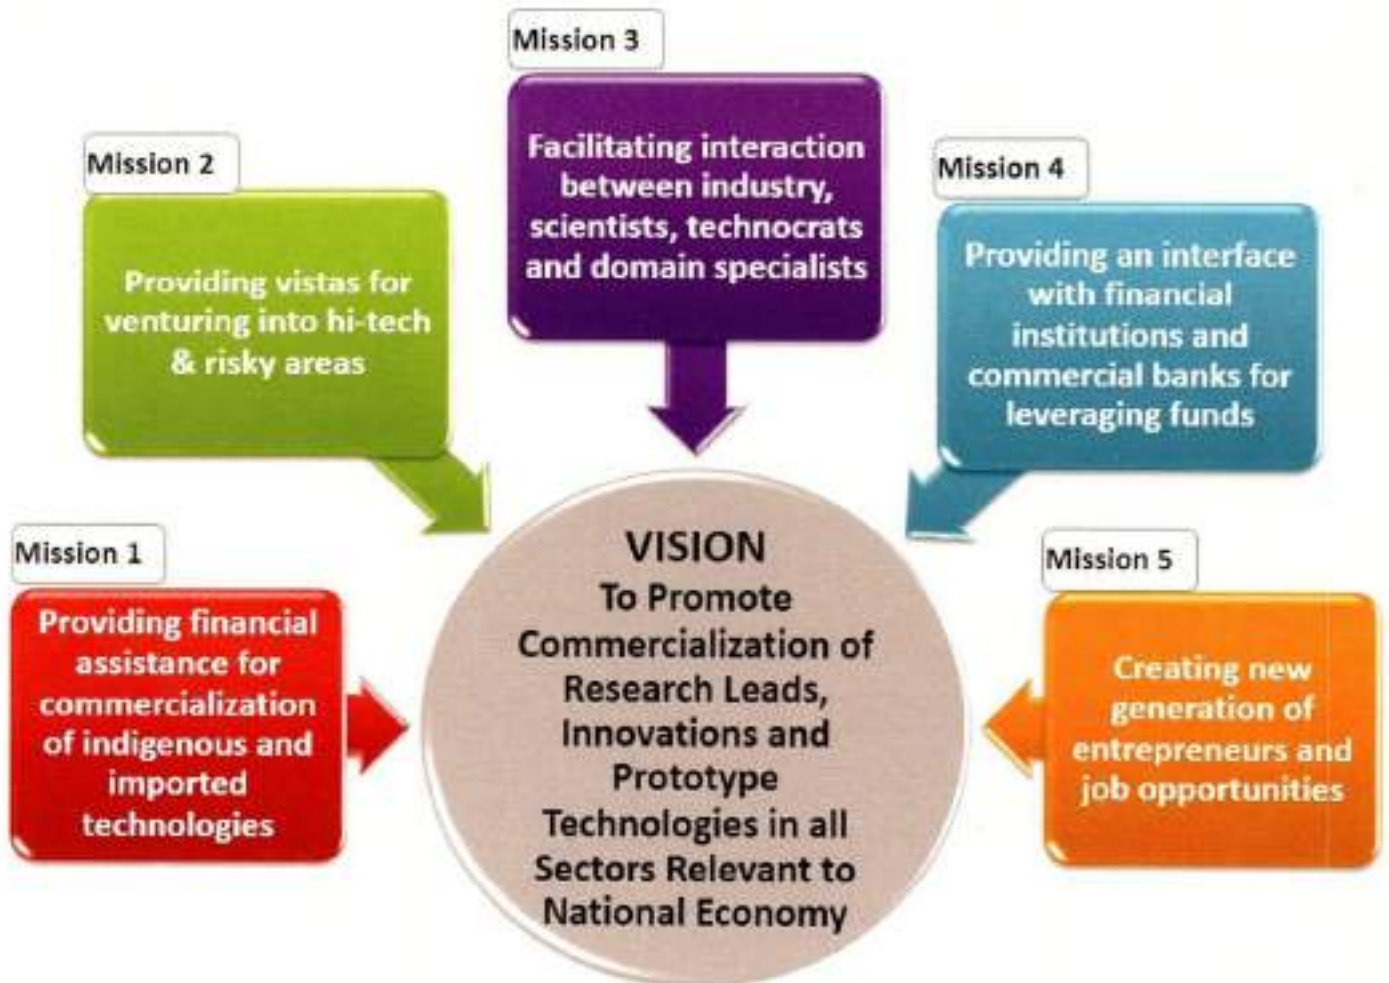 Mission 1
Providing financial
assistance for
commercialization
of indigenous and
imported
technologies
Mission 2
Providing vistas for
venturing into hi-tech
& risky areas
Mission 3
Facilitating interaction
between industry,
scientists, technocrats
and domain specialists
Mission 4
Providing an interface
with financial
institutions and
commercial banks for
leveraging funds
Mission 5
Creating new
generation of
entrepreneurs and
job opportunities
VISION
To Promote
Commercialization of
Research Leads,
Innovations and
Prototype
Technologies in all
Sectors Relevant to
National Economy